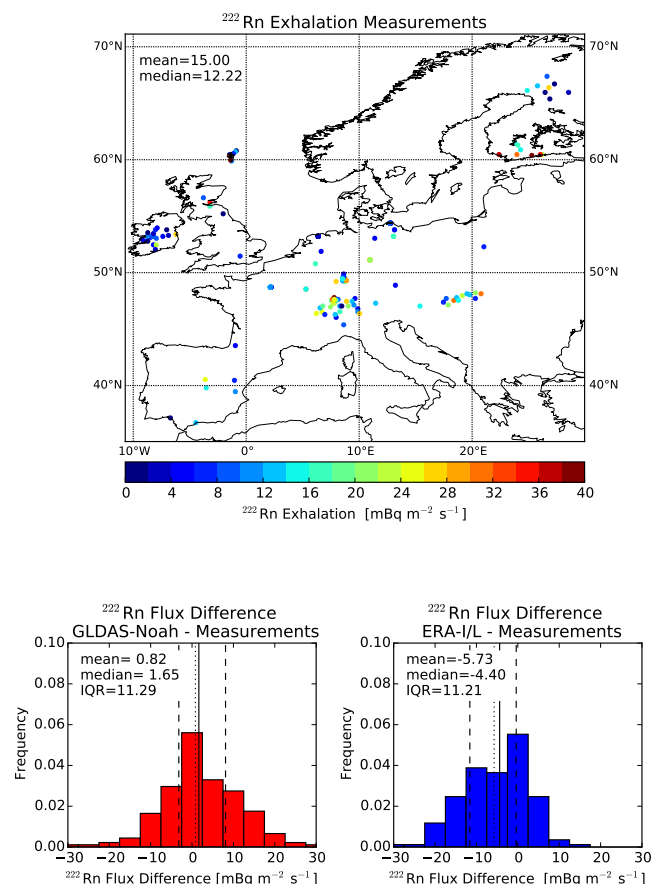 ²²²Rn Exhalation Measurements
mean=15.00
median=12.22
70°N 70°N
60°N 60°N
50°N 50°N
40°N 40°N
10°W 0° 10°E 20°E
0 4 8 12 16 20 24 28 32 36 40
²²²Rn Exhalation [mBq m⁻² s⁻¹]
²²²Rn Flux Difference
GLDAS-Noah - Measurements
mean= 0.82
median= 1.65
IQR=11.29
0.10
0.08
0.06
0.04
0.02
0.00
Frequency
−30 −20 −10 0 10 20 30
²²²Rn Flux Difference [mBq m⁻² s⁻¹]
²²²Rn Flux Difference
ERA-I/L - Measurements
mean=-5.73
median=-4.40
IQR=11.21
0.10
0.08
0.06
0.04
0.02
0.00
Frequency
−30 −20 −10 0 10 20 30
²²²Rn Flux Difference [mBq m⁻² s⁻¹]